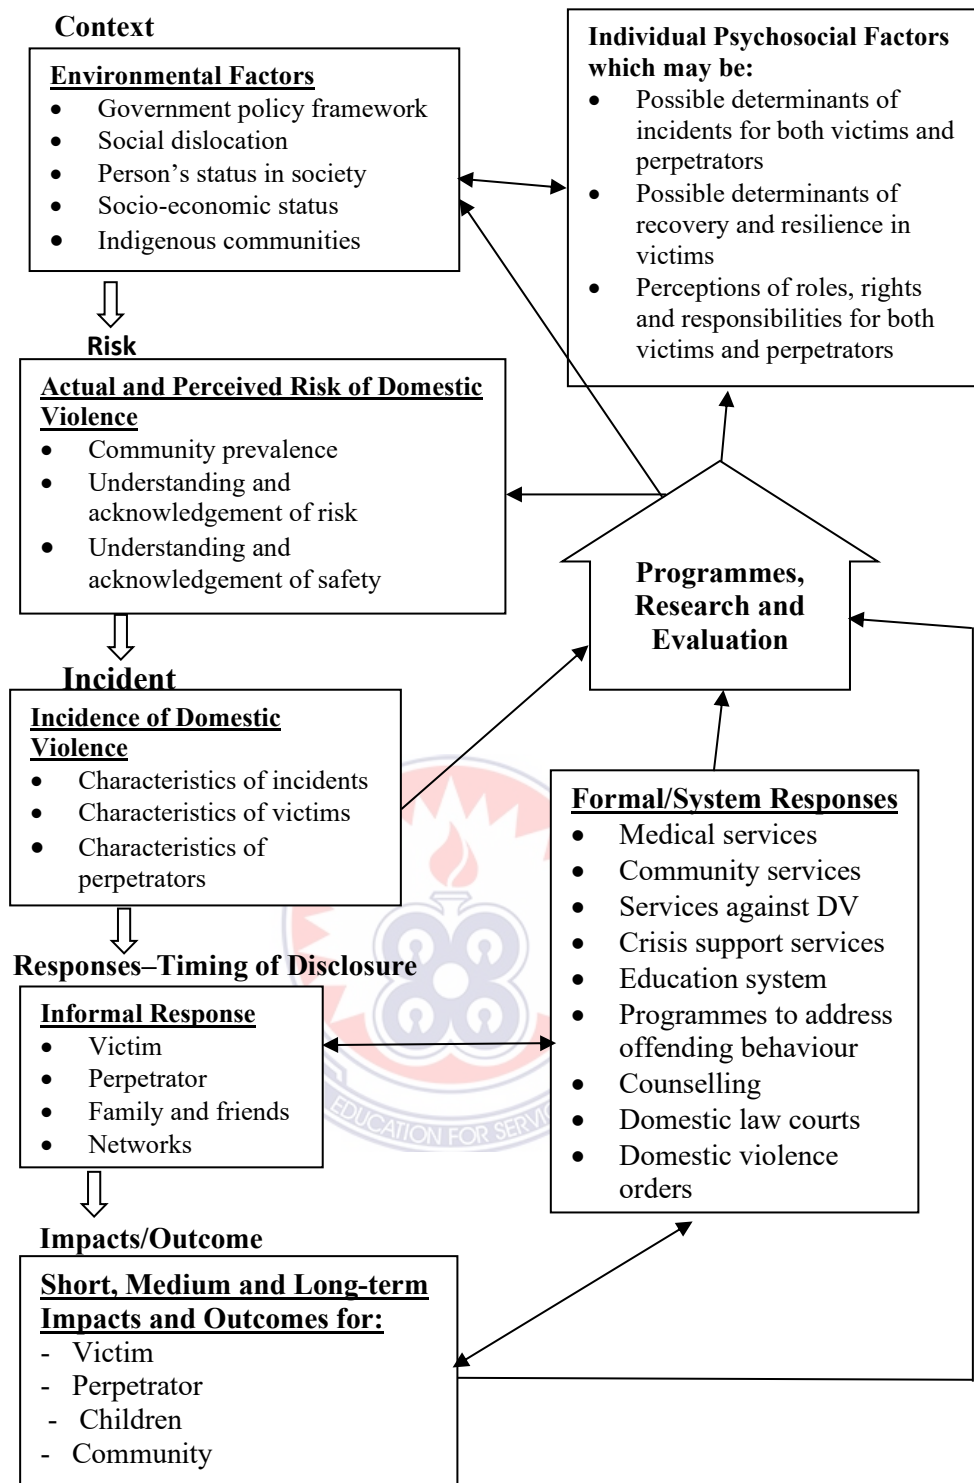 Context
Environmental Factors
• Government policy framework
• Social dislocation
• Person's status in society
• Socio-economic status
• Indigenous communities
Individual Psychosocial Factors
which may be:
• Possible determinants of
incidents for both victims and
perpetrators
• Possible determinants of
recovery and resilience in
victims
• Perceptions of roles, rights
and responsibilities for both
victims and perpetrators
Risk
Actual and Perceived Risk of Domestic
Violence
• Community prevalence
• Understanding and
acknowledgement of risk
• Understanding and
acknowledgement of safety
Programmes,
Research and
Evaluation
Incident
Incidence of Domestic
Violence
• Characteristics of incidents
• Characteristics of victims
• Characteristics of
perpetrators
Formal/System Responses
• Medical services
• Community services
• Services against DV
• Crisis support services
• Education system
• Programmes to address
offending behaviour
• Counselling
• Domestic law courts
• Domestic violence
orders
Responses–Timing of Disclosure
Informal Response
• Victim
• Perpetrator
• Family and friends
• Networks
EDUCATION FOR
Impacts/Outcome
Short, Medium and Long-term
Impacts and Outcomes for:
- Victim
- Perpetrator
- Children
- Community